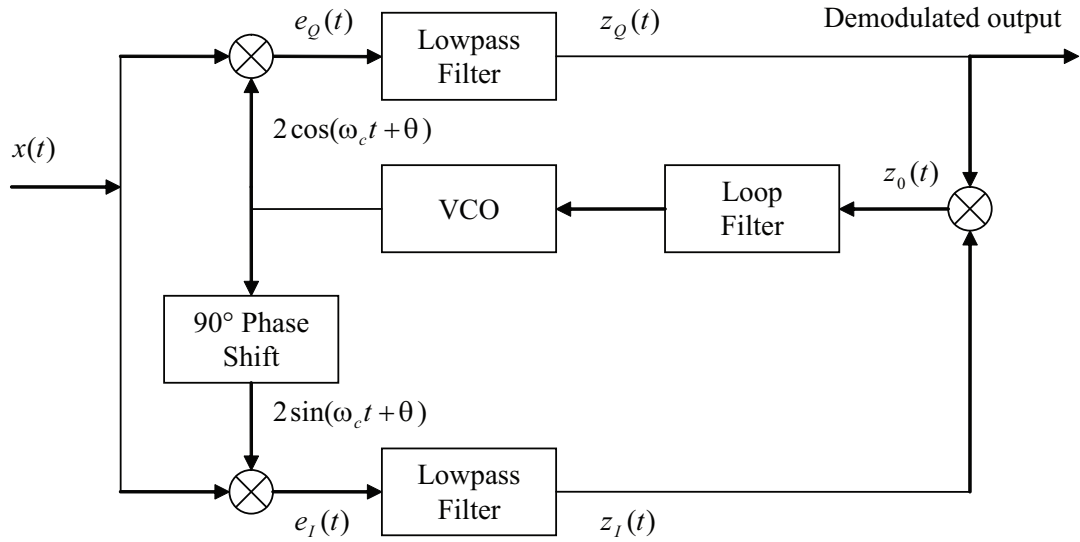 Demodulated output
e_Q(t)
Lowpass
Filter
z_Q(t)
2cos(ω_c t + θ)
x(t)
VCO
Loop
Filter
z_0(t)
90° Phase
Shift
2sin(ω_c t + θ)
Lowpass
Filter
e_I(t)
z_I(t)